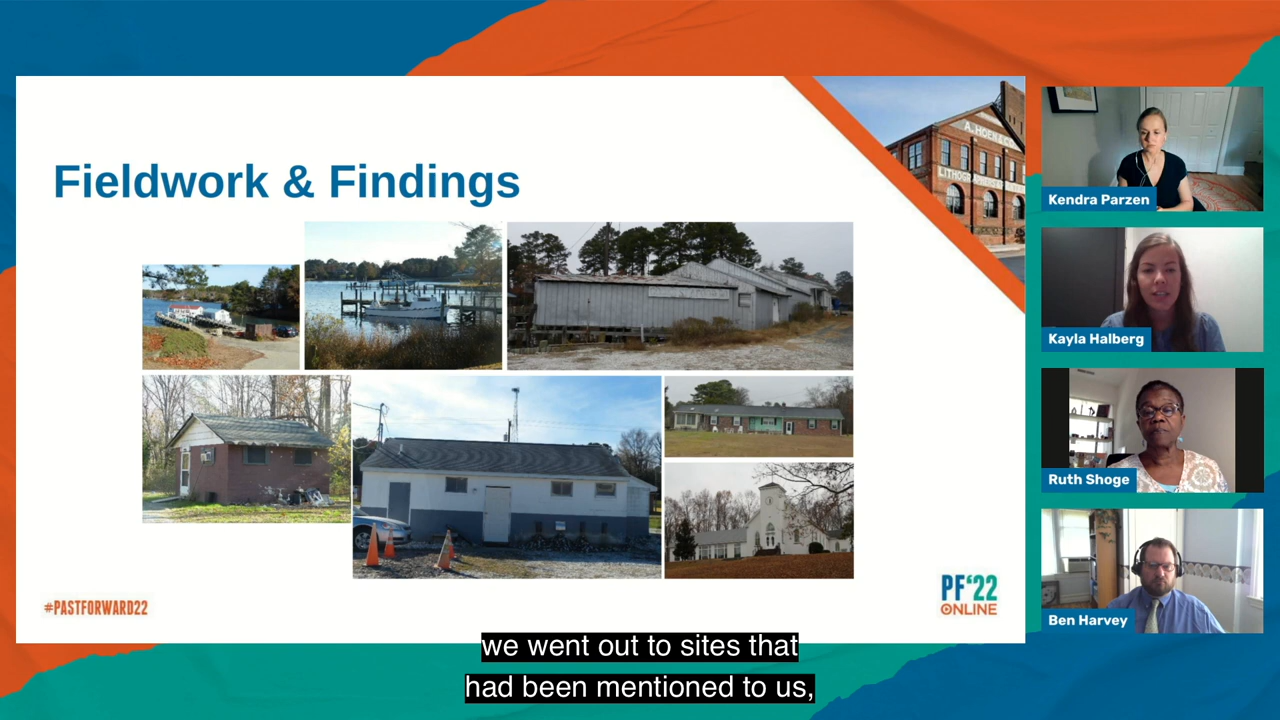 A. HOEN & CO.
LITHOGRAPHERS
Fieldwork & Findings
Kendra Parzen
Kayla Halberg
Ruth Shoge
Ben Harvey
#PASTFORWARD22
PF‘22
ONLINE
we went out to sites that
had been mentioned to us,